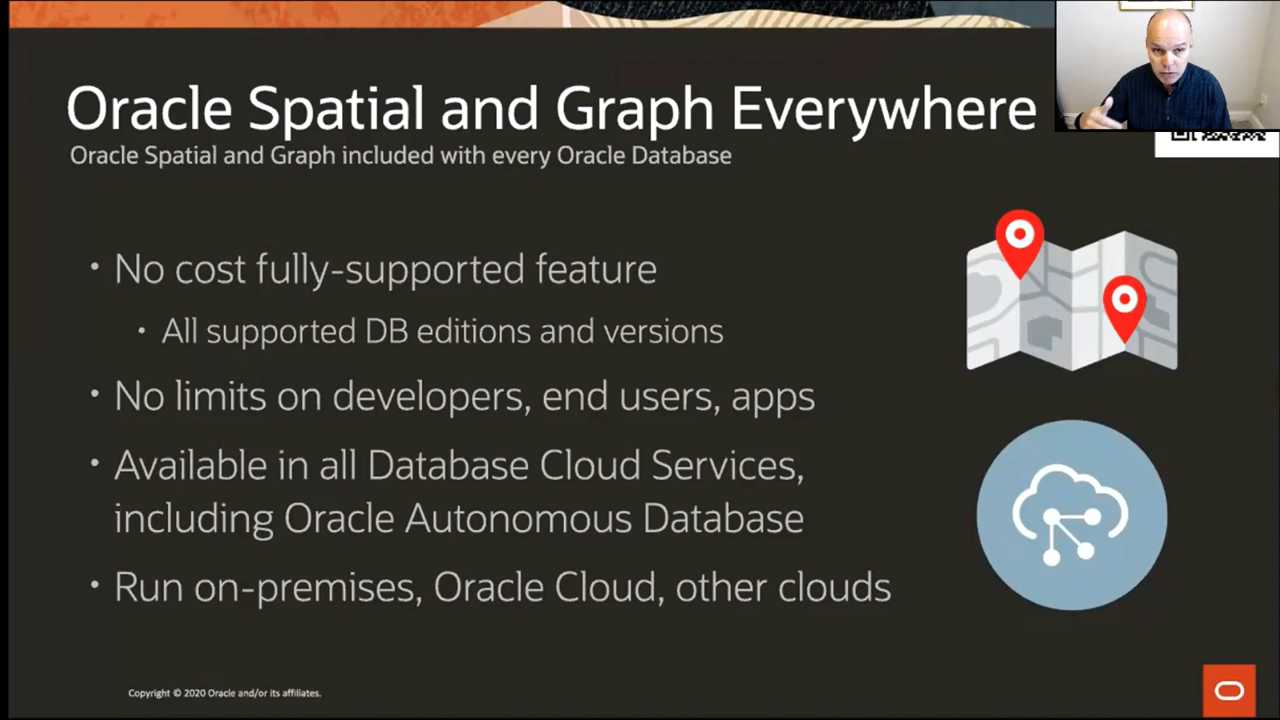 Oracle Spatial and Graph Everywhere
Oracle Spatial and Graph included with every Oracle Database
• No cost fully-supported feature
• All supported DB editions and versions
• No limits on developers, end users, apps
• Available in all Database Cloud Services,
including Oracle Autonomous Database
• Run on-premises, Oracle Cloud, other clouds
Copyright © 2020 Oracle and/or its affiliates.